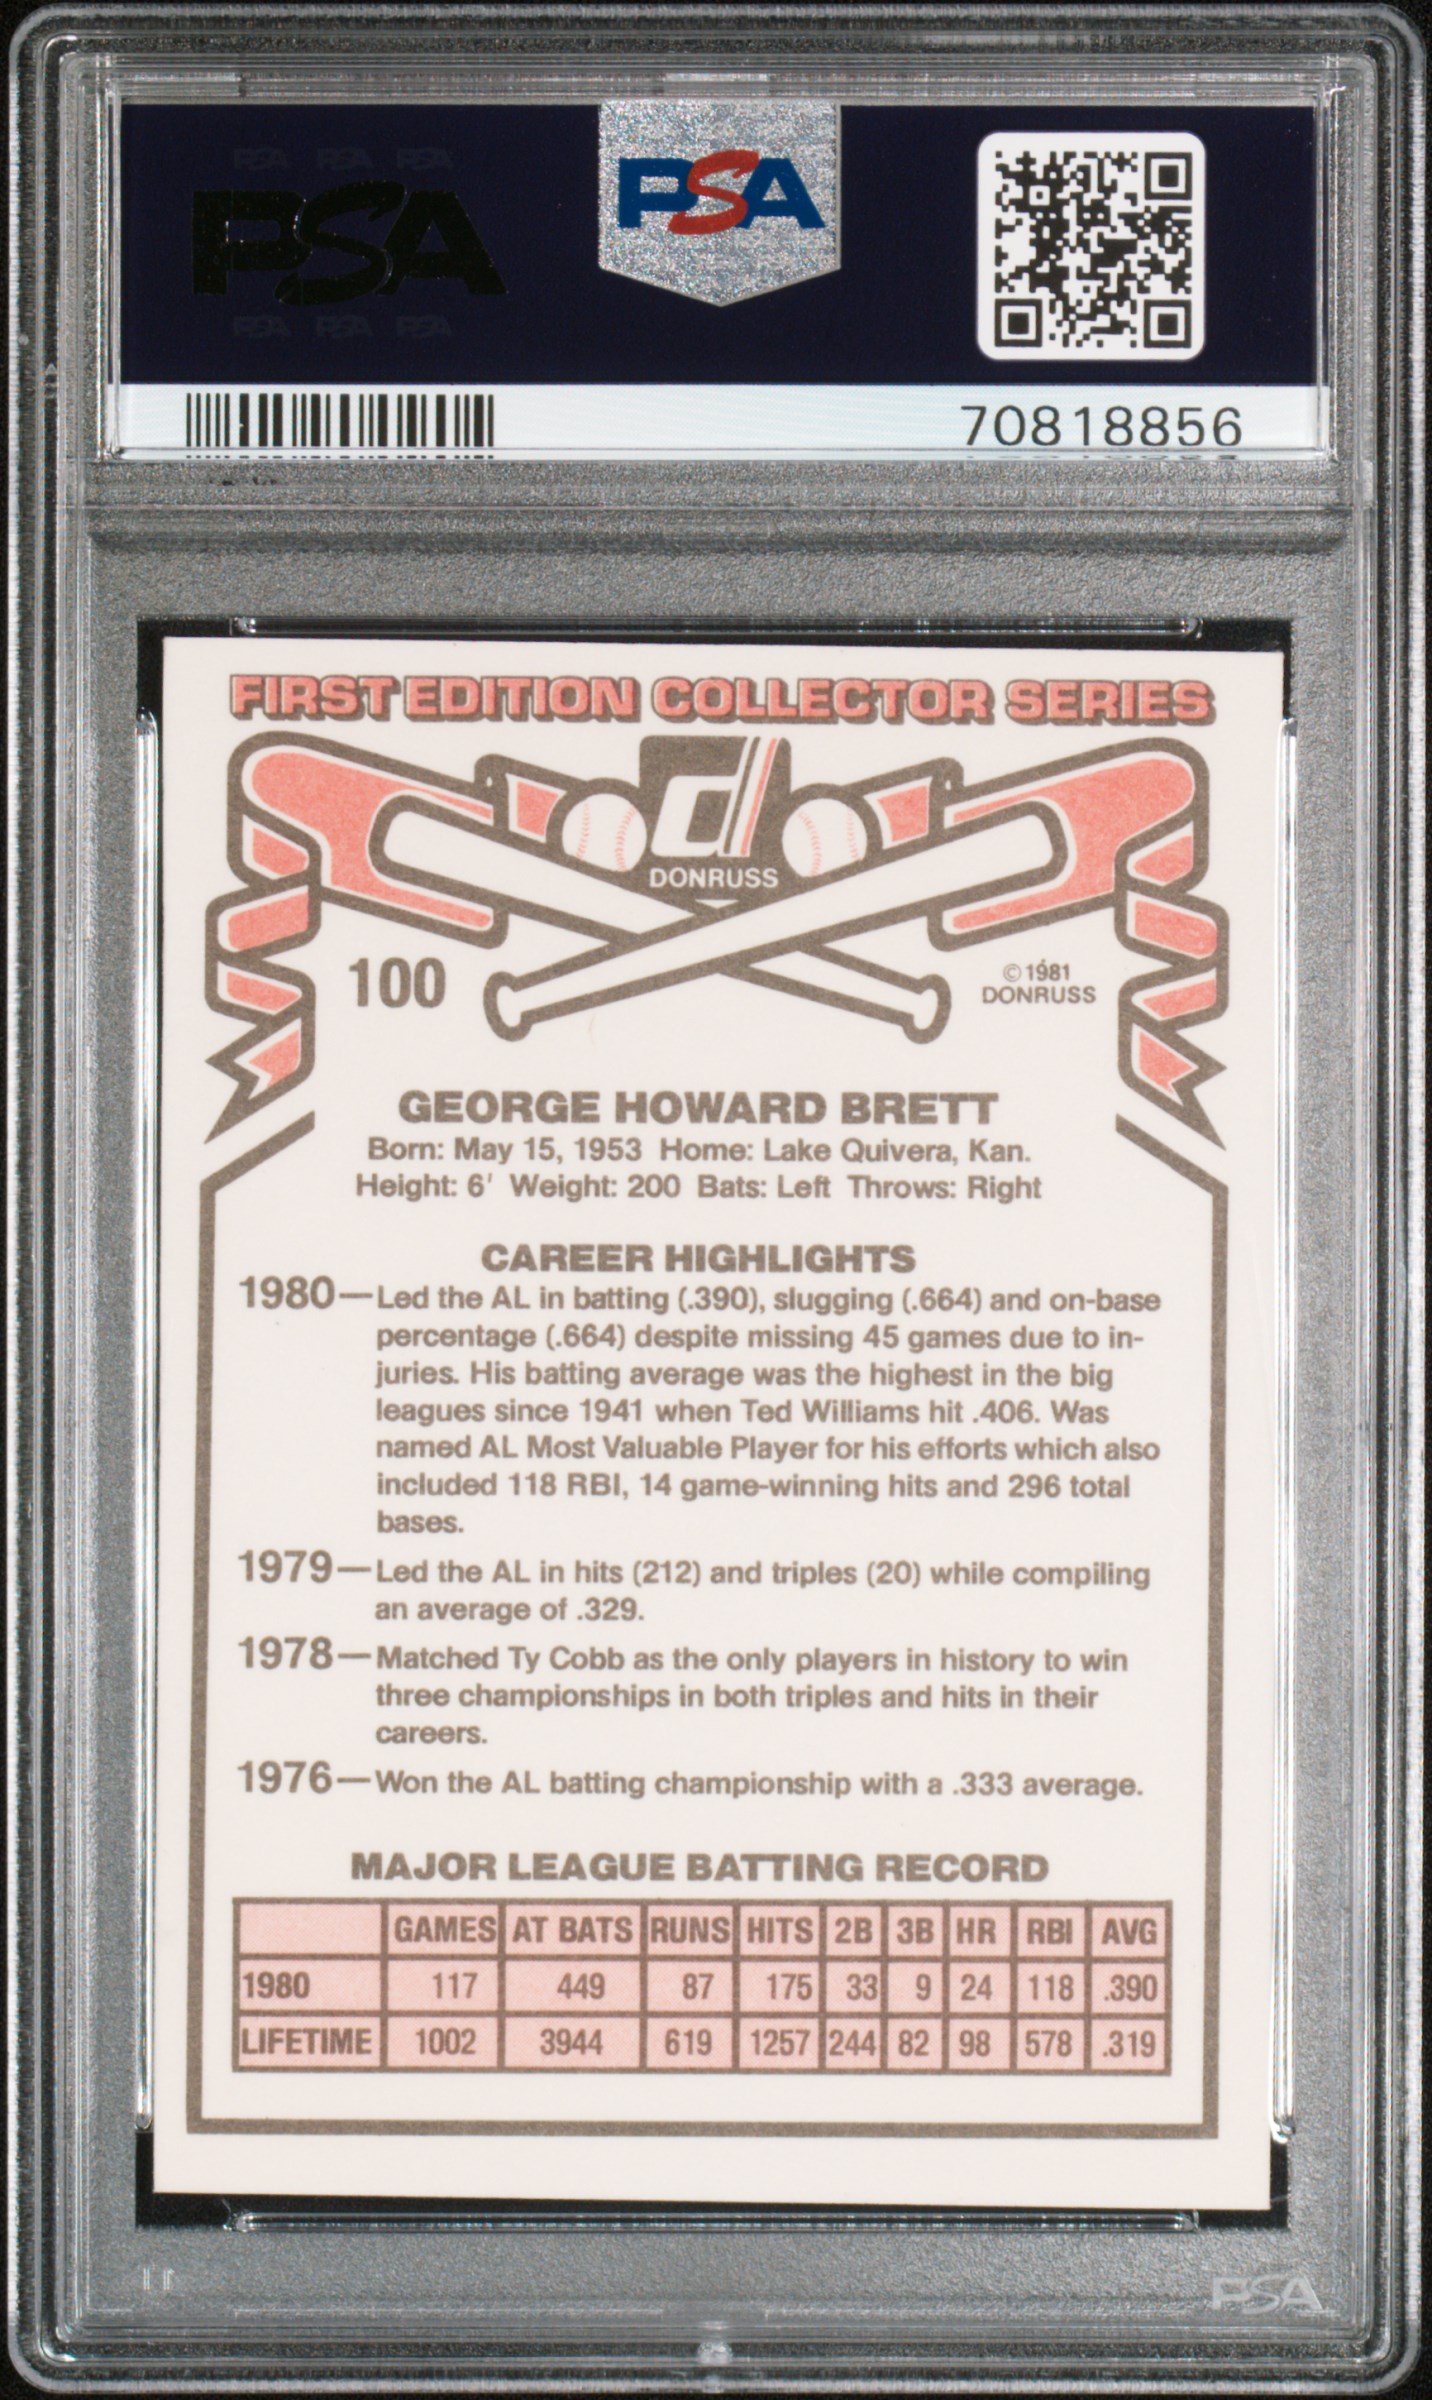 PSA PSA PSA
PSA
PSA PSA PSA
PSA
70818856
FIRST EDITION COLLECTOR SERIES
d
DONRUSS
100
© 1981
DONRUSS
GEORGE HOWARD BRETT
Born: May 15, 1953 Home: Lake Quivera, Kan.
Height: 6' Weight: 200 Bats: Left Throws: Right
CAREER HIGHLIGHTS
1980—Led the AL in batting (.390), slugging (.664) and on-base
percentage (.664) despite missing 45 games due to in-
juries. His batting average was the highest in the big
leagues since 1941 when Ted Williams hit .406. Was
named AL Most Valuable Player for his efforts which also
included 118 RBI, 14 game-winning hits and 296 total
bases.
1979—Led the AL in hits (212) and triples (20) while compiling
an average of .329.
1978—Matched Ty Cobb as the only players in history to win
three championships in both triples and hits in their
careers.
1976—Won the AL batting championship with a .333 average.
MAJOR LEAGUE BATTING RECORD
GAMES AT BATS RUNS HITS 2B 3B HR RBI AVG
1980 117 449 87 175 33 9 24 118 .390
LIFETIME 1002 3944 619 1257 244 82 98 578 .319
PSA